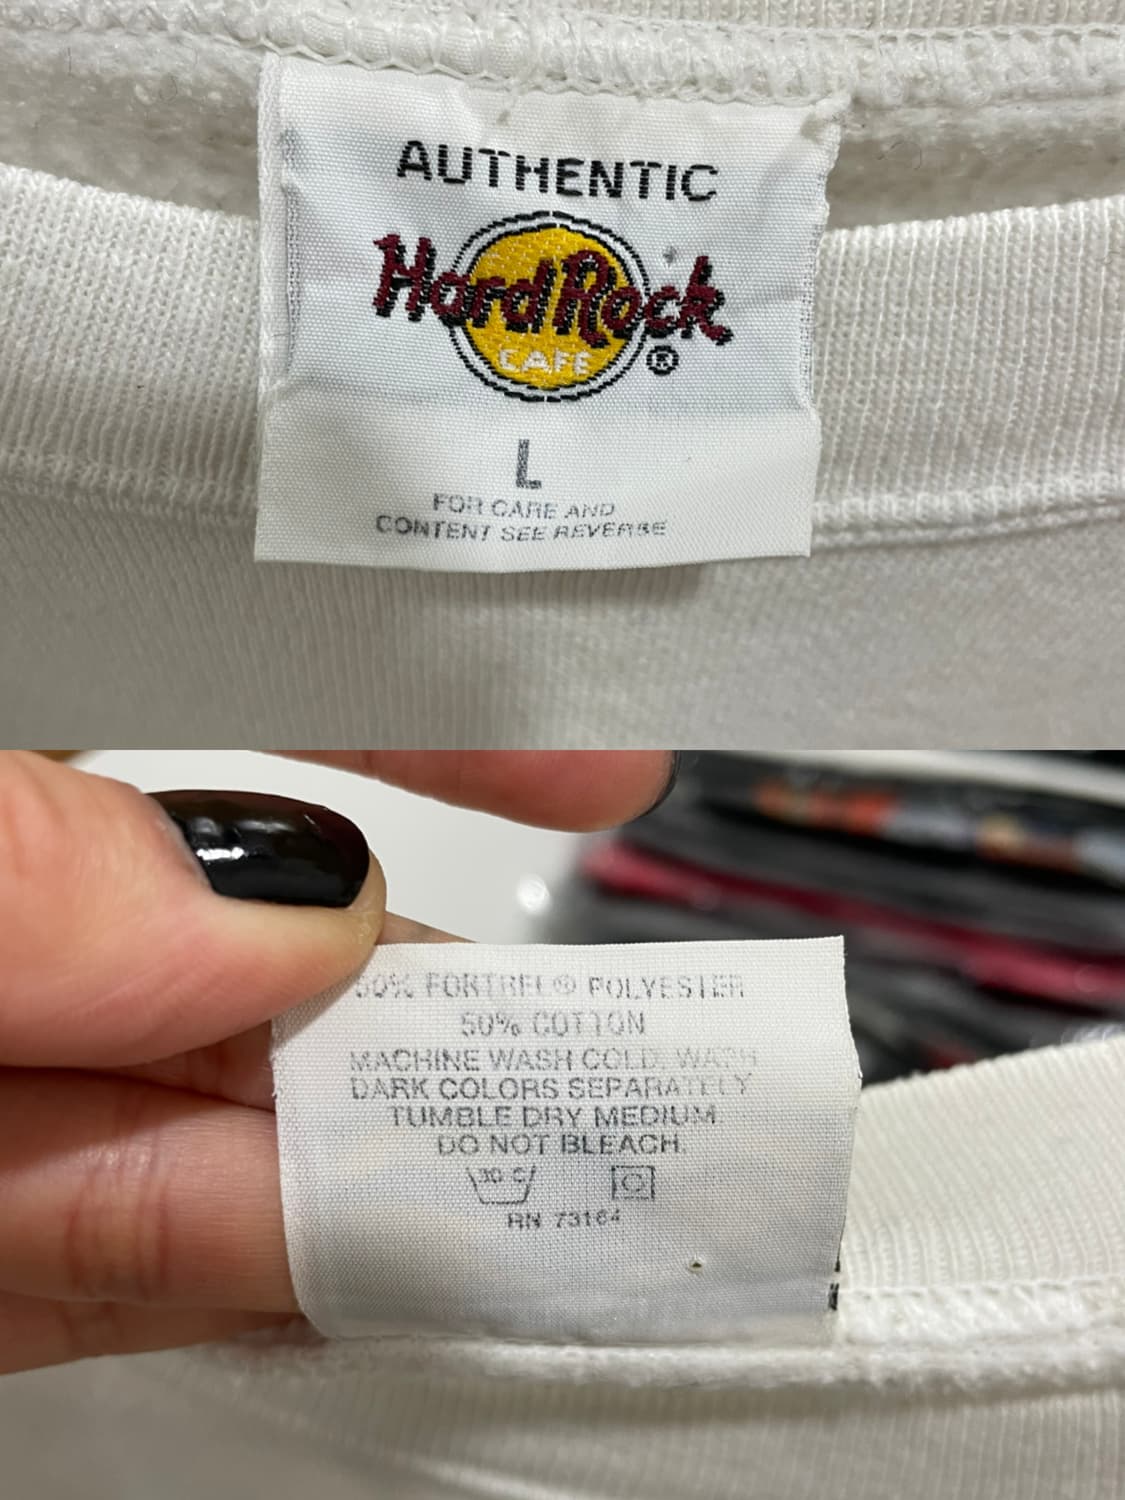 AUTHENTIC
Hard Rock
CAFE ®
L
FOR CARE AND
CONTENT SEE REVERSE
50% FORTREL® POLYESTER
50% COTTON
MACHINE WASH COLD. WASH
DARK COLORS SEPARATELY
TUMBLE DRY MEDIUM.
DO NOT BLEACH.
30 C
RN 73164